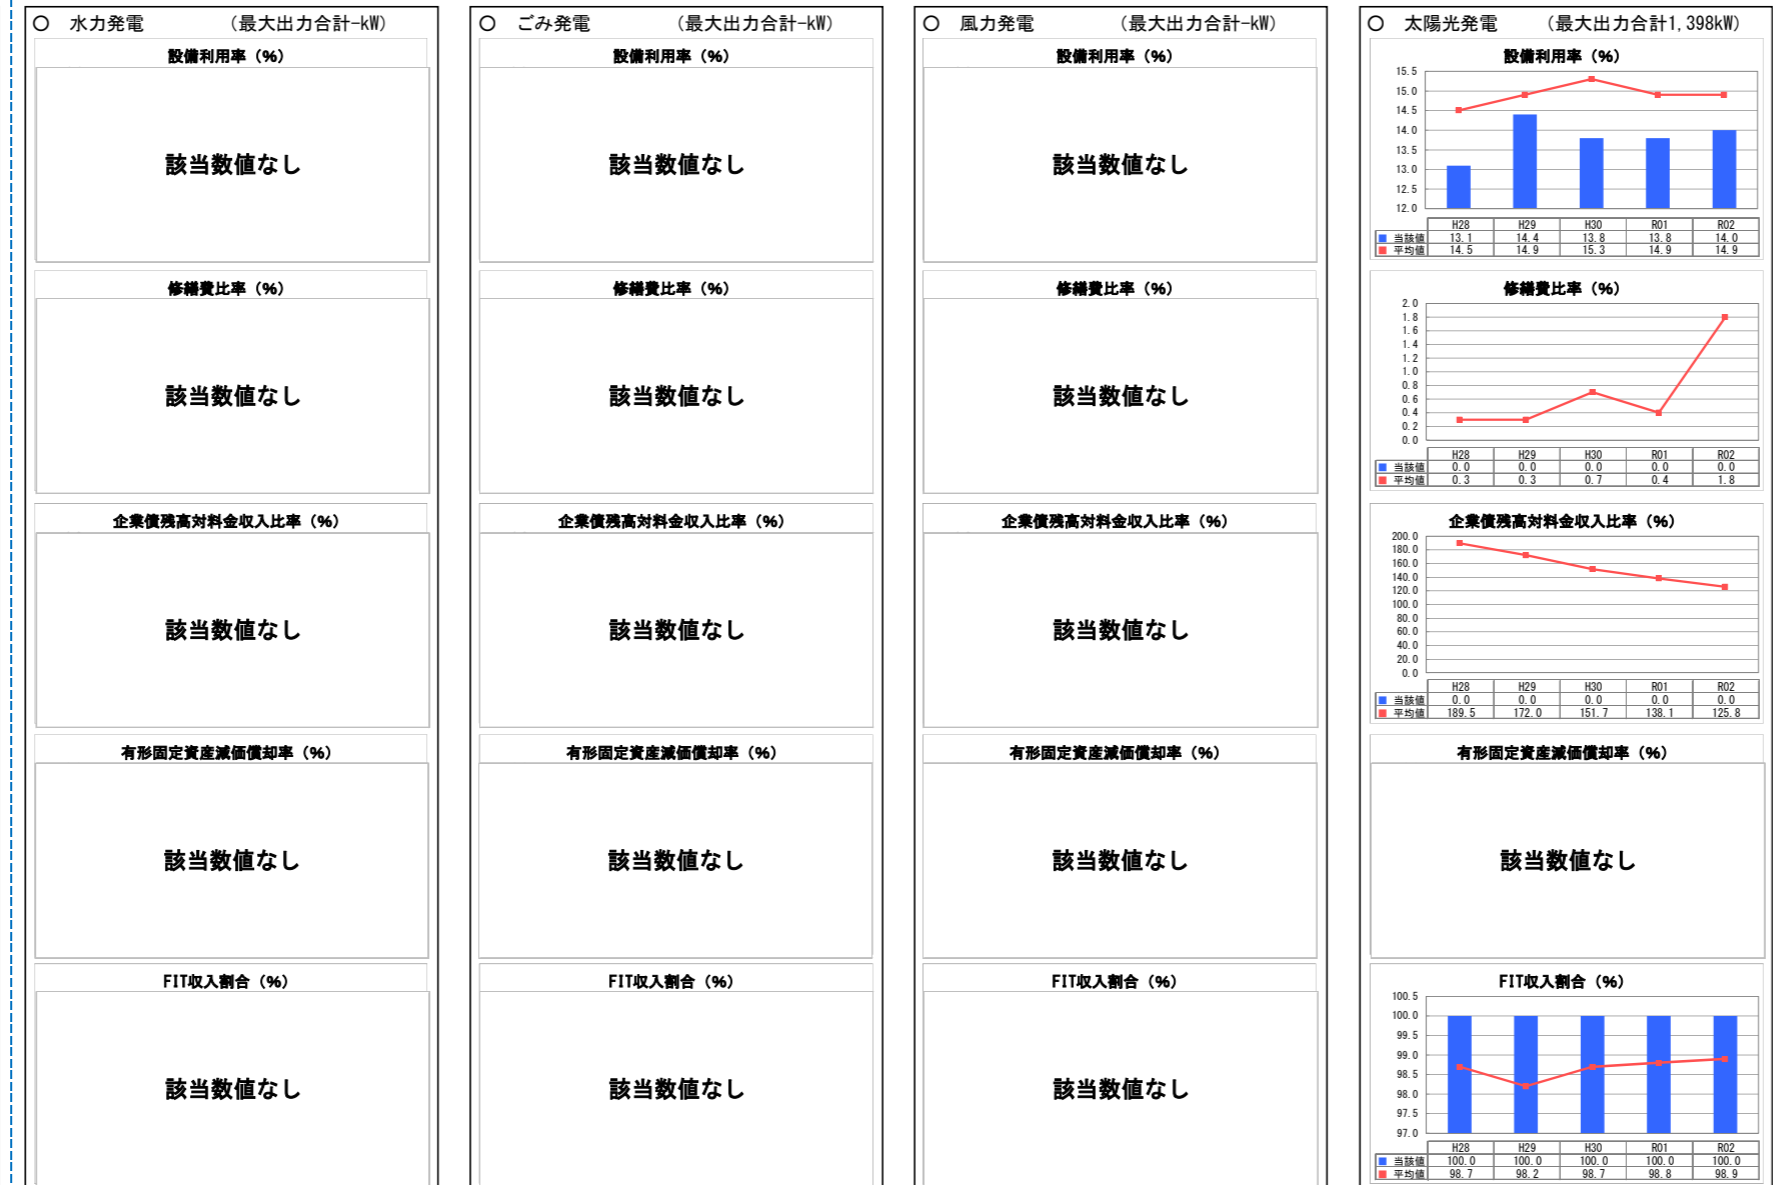 ○ 水力発電 （最大出力合計-kW）
設備利用率（%）
該当数値なし
修繕費比率（%）
該当数値なし
企業債残高対料金収入比率（%）
該当数値なし
有形固定資産減価償却率（%）
該当数値なし
FIT収入割合（%）
該当数値なし
○ ごみ発電 （最大出力合計-kW）
設備利用率（%）
該当数値なし
修繕費比率（%）
該当数値なし
企業債残高対料金収入比率（%）
該当数値なし
有形固定資産減価償却率（%）
該当数値なし
FIT収入割合（%）
該当数値なし
○ 風力発電 （最大出力合計-kW）
設備利用率（%）
該当数値なし
修繕費比率（%）
該当数値なし
企業債残高対料金収入比率（%）
該当数値なし
有形固定資産減価償却率（%）
該当数値なし
FIT収入割合（%）
該当数値なし
○ 太陽光発電 （最大出力合計1,398kW）
設備利用率（%）
15.5
15.0
14.5
14.0
13.5
13.0
12.5
12.0
H28 H29 H30 R01 R02
当該値 13.1 14.4 13.8 13.8 14.0
平均値 14.5 14.9 15.3 14.9 14.9
修繕費比率（%）
2.0
1.8
1.6
1.4
1.2
1.0
0.8
0.6
0.4
0.2
0.0
H28 H29 H30 R01 R02
当該値 0.0 0.0 0.0 0.0 0.0
平均値 0.3 0.3 0.7 0.4 1.8
企業債残高対料金収入比率（%）
200.0
180.0
160.0
140.0
120.0
100.0
80.0
60.0
40.0
20.0
0.0
H28 H29 H30 R01 R02
当該値 0.0 0.0 0.0 0.0 0.0
平均値 189.5 172.0 151.7 138.1 125.8
有形固定資産減価償却率（%）
該当数値なし
FIT収入割合（%）
100.5
100.0
99.5
99.0
98.5
98.0
97.5
97.0
H28 H29 H30 R01 R02
当該値 100.0 100.0 100.0 100.0 100.0
平均値 98.7 98.2 98.7 98.8 98.9